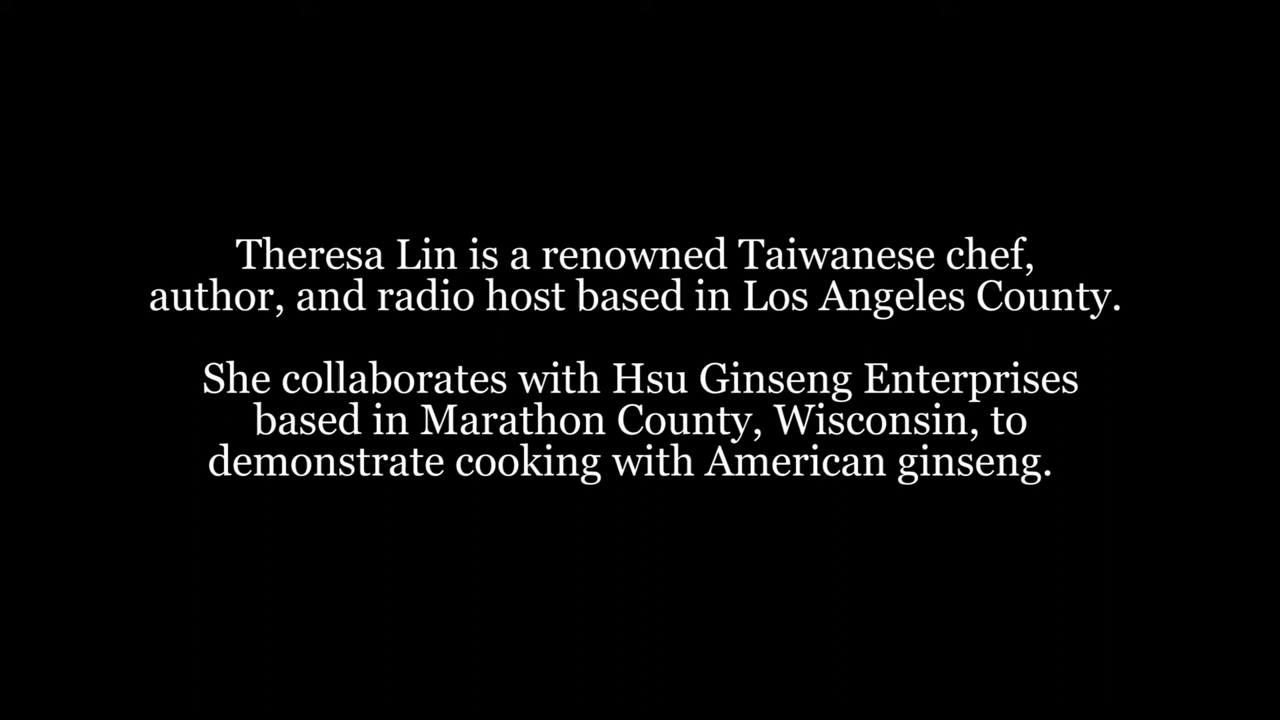 Theresa Lin is a renowned Taiwanese chef,
author, and radio host based in Los Angeles County.
She collaborates with Hsu Ginseng Enterprises
based in Marathon County, Wisconsin, to
demonstrate cooking with American ginseng.